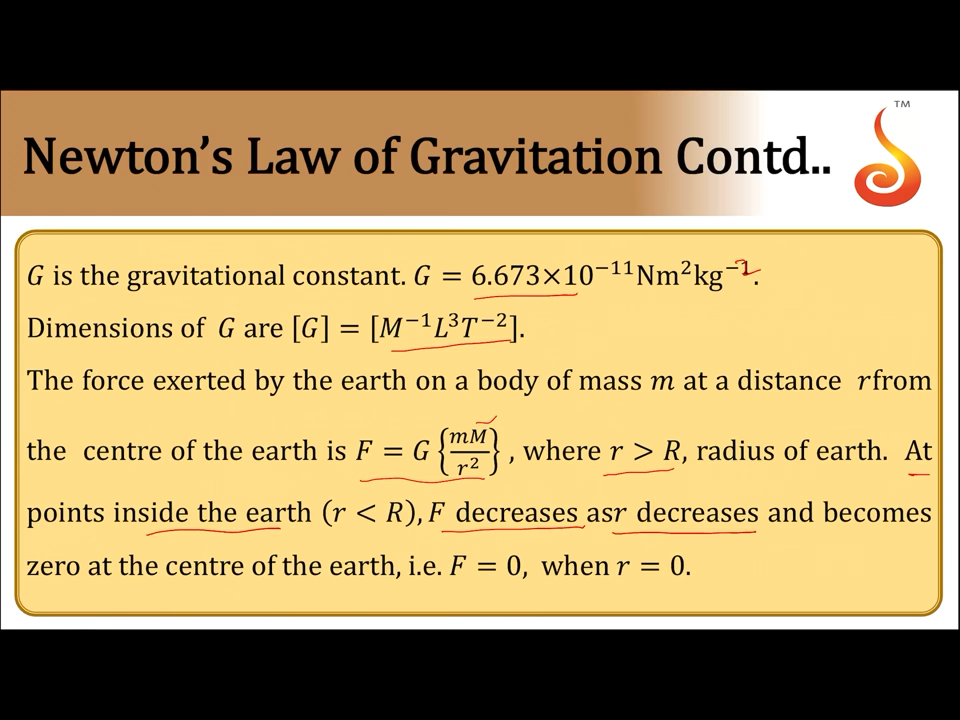 TM
Newton's Law of Gravitation Contd..
G is the gravitational constant. G = 6.673×10⁻¹¹Nm²kg⁻².
Dimensions of G are [G] = [M⁻¹L³T⁻²].
The force exerted by the earth on a body of mass m at a distance rfrom
the centre of the earth is F = G {mM/r²} , where r > R, radius of earth. At
points inside the earth (r < R), F decreases asr decreases and becomes
zero at the centre of the earth, i.e. F = 0, when r = 0.